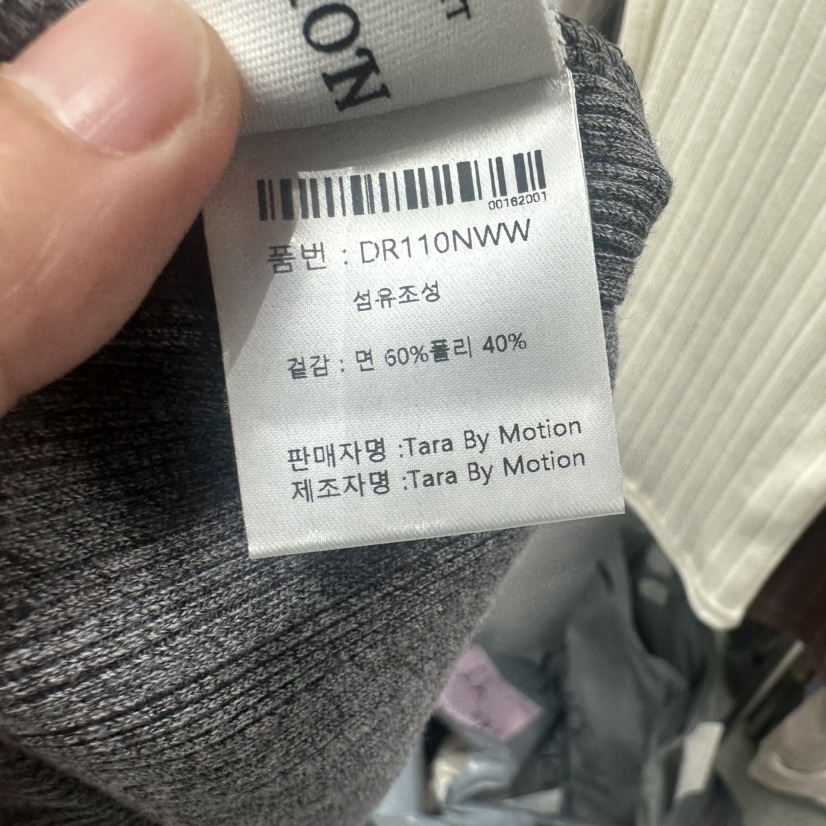 ION
00162001
품번 : DR110NWW
섬유조성
겉감 : 면 60%폴리 40%
판매자명 :Tara By Motion
제조자명 :Tara By Motion